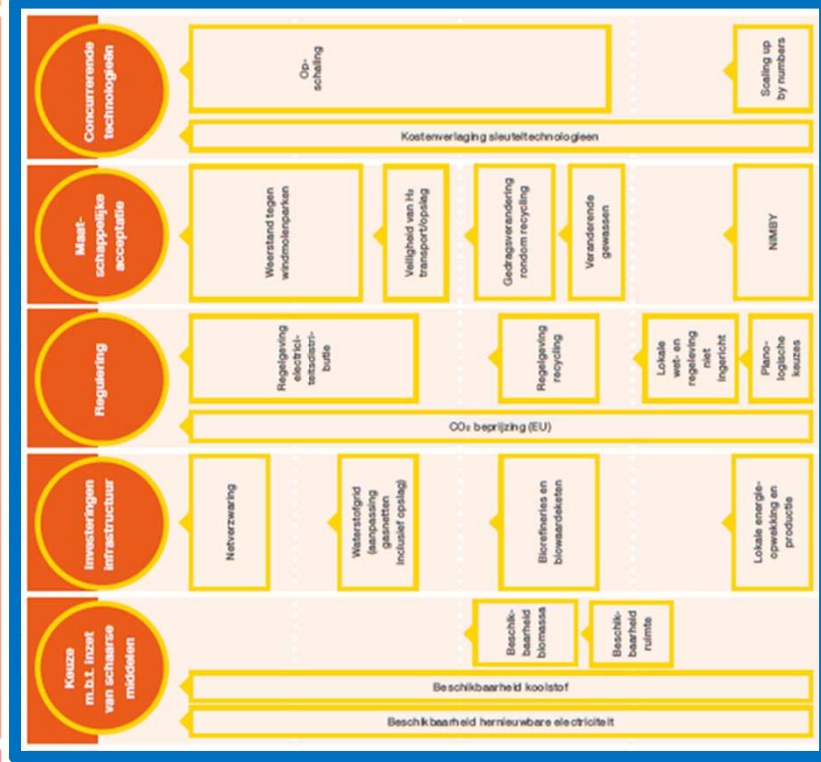 Concurrerende
technologieën
Op-
schaling
Scaling up
by numbers
Kostenverlaging sleuteltechnologieen
Maat-
schappelijke
acceptatie
Weerstand tegen
windmolenparken
Veiligheid van H₂
transport/opslag
Gedragsverandering
rondom recycling
Veranderende
gewassen
NIMBY
Regulering
Regelgeving
electrici-
teitsdistri-
butie
Regelgeving
recycling
Lokale
wet- en
regeleving
niet
ingericht
Plano-
logische
keuzes
CO₂ beprijzing (EU)
Investeringen
infrastructuur
Netverzwaring
Waterstofgrid
(aanpassing
gasnetten
inclusief opslag)
Biorefineries en
biowaardeketen
Lokale energie-
opwekking en
productie
Keuze
m.b.t. inzet
van schaarse
middelen
Beschik-
baarheid
biomassa
Beschik-
baarheid
ruimte
Beschikbaarheid koolstof
Beschikbaarheid hernieuwbare electriciteit